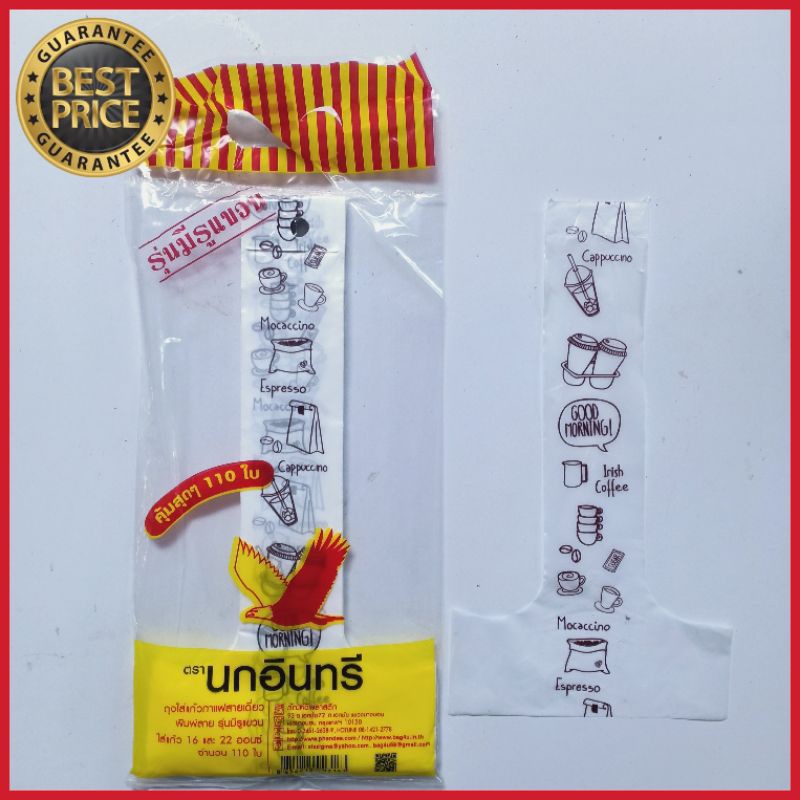 GUARANTEE
BEST
PRICE
GUARANTEE
รุ่นมีรูแขวน
Mocaccino
Espresso
Cappuccino
คุ้มสุดๆ 110 ใบ
MORNING!
ตรา นกอินทรี
ถุงใส่แก้วกาแฟสายเดี่ยว
พิมพ์ลาย รุ่นมีรูแขวน
ใส่แก้ว 16 และ 22 ออนซ์
จำนวน 110 ใบ
Cappuccino
GOOD
MORNING!
Irish
Coffee
Mocaccino
Espresso